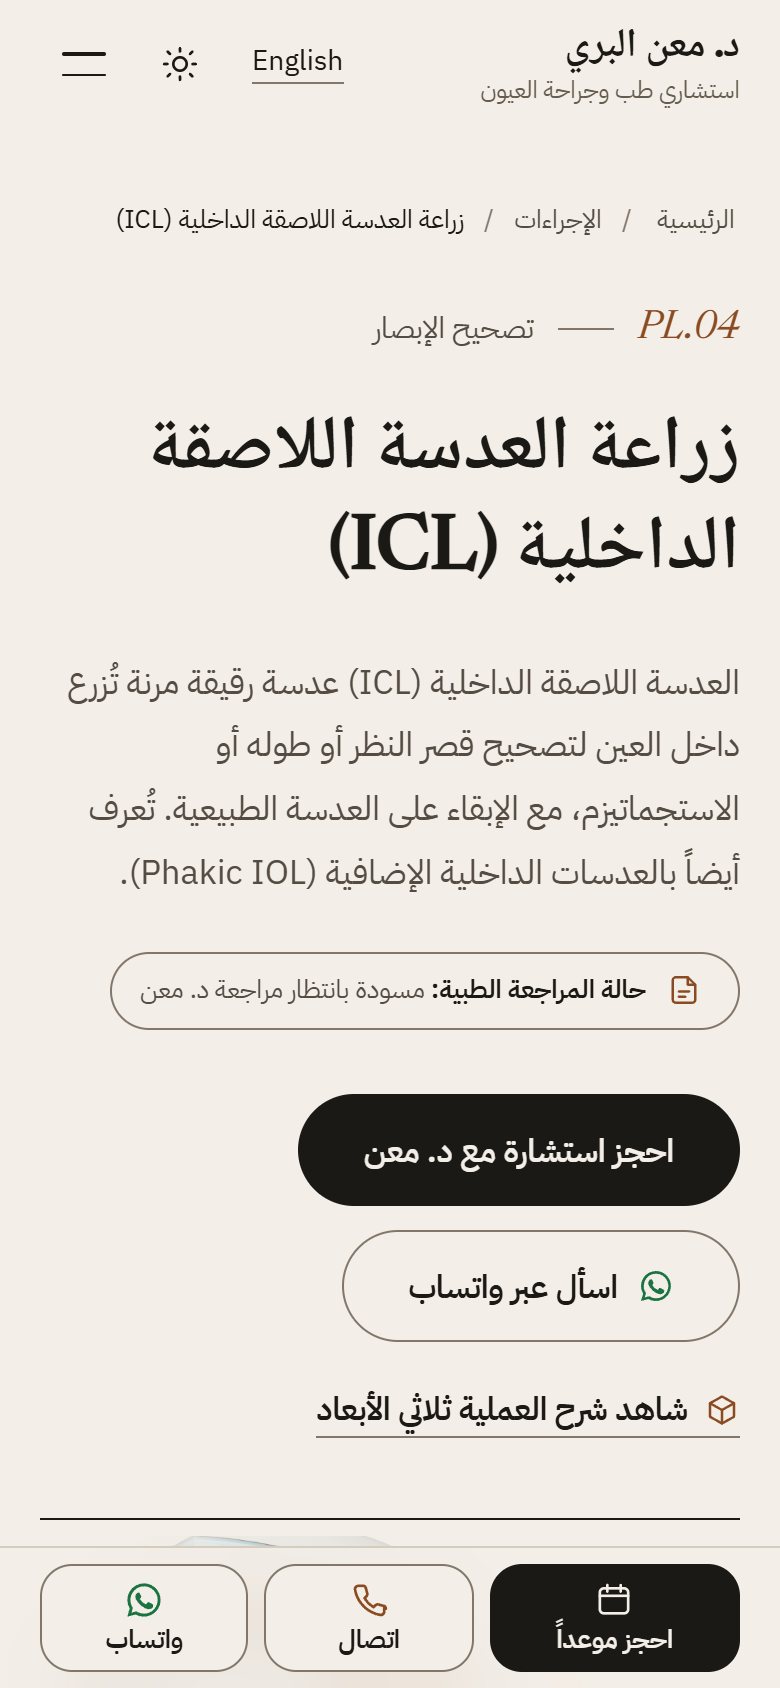 د. معن البري
استشاري طب وجراحة العيون
English
الرئيسية / الإجراءات / زراعة العدسة اللاصقة الداخلية (ICL)
PL.04 — تصحيح الإبصار
زراعة العدسة اللاصقة
الداخلية (ICL)
العدسة اللاصقة الداخلية (ICL) عدسة رقيقة مرنة تُزرع
داخل العين لتصحيح قصر النظر أو طوله أو
الاستجماتيزم، مع الإبقاء على العدسة الطبيعية. تُعرف
أيضاً بالعدسات الداخلية الإضافية (Phakic IOL).
حالة المراجعة الطبية: مسودة بانتظار مراجعة د. معن
احجز استشارة مع د. معن
اسأل عبر واتساب
شاهد شرح العملية ثلاثي الأبعاد
احجز موعداً
اتصال
واتساب